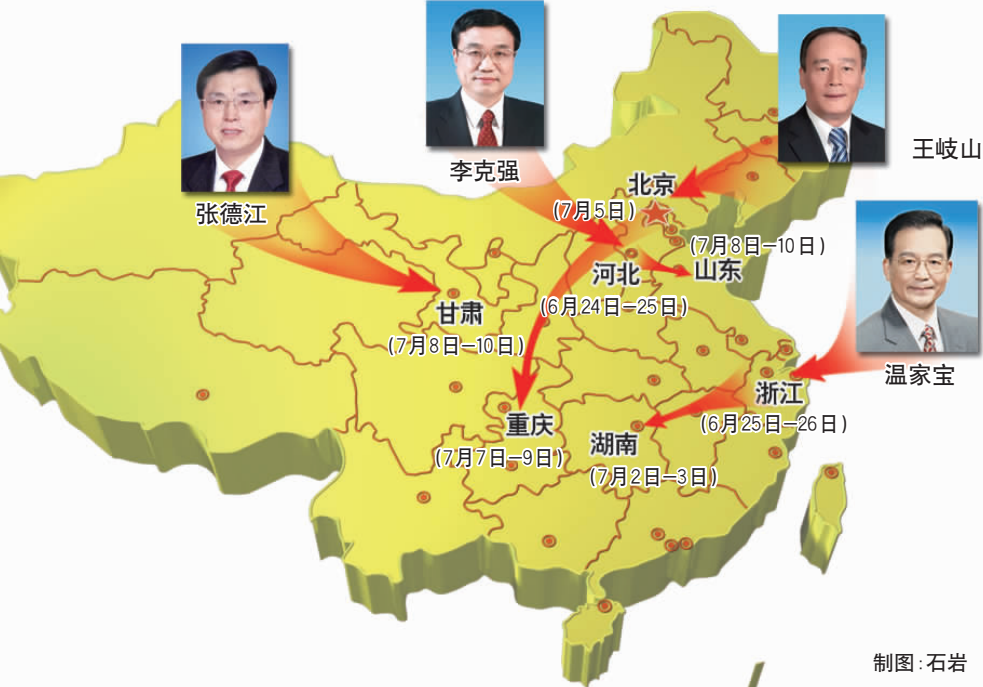 王岐山
李克强
北京
张德江
(7月5日)
(7月8日—10日)
河北
山东
甘肃
(6月24日—25日)
(7月8日—10日)
温家宝
浙江
重庆
(6月25日—26日)
湖南
(7月7日—9日)
(7月2日—3日)
制图:石岩